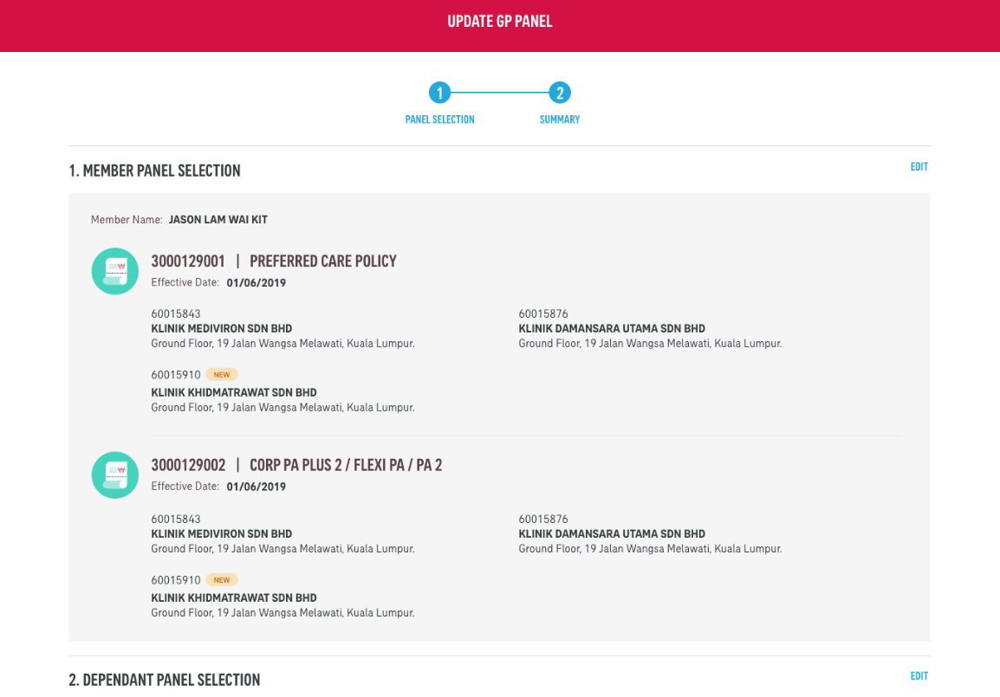 UPDATE GP PANEL
1 2
PANEL SELECTION SUMMARY
1. MEMBER PANEL SELECTION EDIT
Member Name: JASON LAM WAI KIT
3000129001 | PREFERRED CARE POLICY
Effective Date: 01/06/2019
60015843
KLINIK MEDIVIRON SDN BHD
Ground Floor, 19 Jalan Wangsa Melawati, Kuala Lumpur.
60015876
KLINIK DAMANSARA UTAMA SDN BHD
Ground Floor, 19 Jalan Wangsa Melawati, Kuala Lumpur.
60015910 NEW
KLINIK KHIDMATRAWAT SDN BHD
Ground Floor, 19 Jalan Wangsa Melawati, Kuala Lumpur.
3000129002 | CORP PA PLUS 2 / FLEXI PA / PA 2
Effective Date: 01/06/2019
60015843
KLINIK MEDIVIRON SDN BHD
Ground Floor, 19 Jalan Wangsa Melawati, Kuala Lumpur.
60015876
KLINIK DAMANSARA UTAMA SDN BHD
Ground Floor, 19 Jalan Wangsa Melawati, Kuala Lumpur.
60015910 NEW
KLINIK KHIDMATRAWAT SDN BHD
Ground Floor, 19 Jalan Wangsa Melawati, Kuala Lumpur.
2. DEPENDANT PANEL SELECTION EDIT